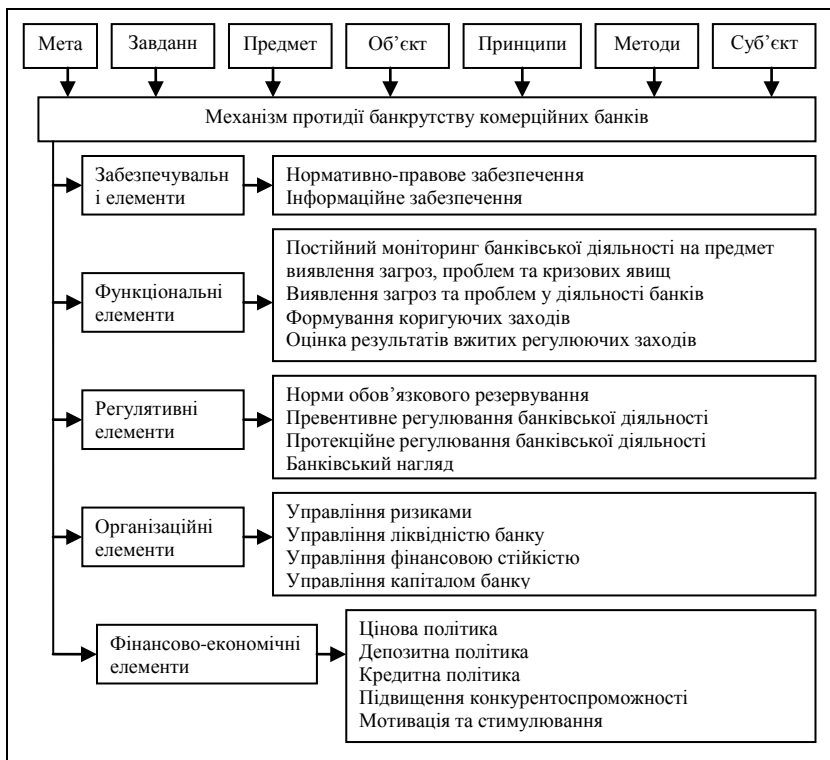 Мета Завданн Предмет Об’єкт Принципи Методи Суб’єкт
Механізм протидії банкрутству комерційних банків
Забезпечувальн
і елементи
Нормативно-правове забезпечення
Інформаційне забезпечення
Функціональні
елементи
Постійний моніторинг банківської діяльності на предмет
виявлення загроз, проблем та кризових явищ
Виявлення загроз та проблем у діяльності банків
Формування коригуючих заходів
Оцінка результатів вжитих регулюючих заходів
Регулятивні
елементи
Норми обов’язкового резервування
Превентивне регулювання банківської діяльності
Протекційне регулювання банківської діяльності
Банківський нагляд
Організаційні
елементи
Управління ризиками
Управління ліквідністю банку
Управління фінансовою стійкістю
Управління капіталом банку
Фінансово-економічні
елементи
Цінова політика
Депозитна політика
Кредитна політика
Підвищення конкурентоспроможності
Мотивація та стимулювання